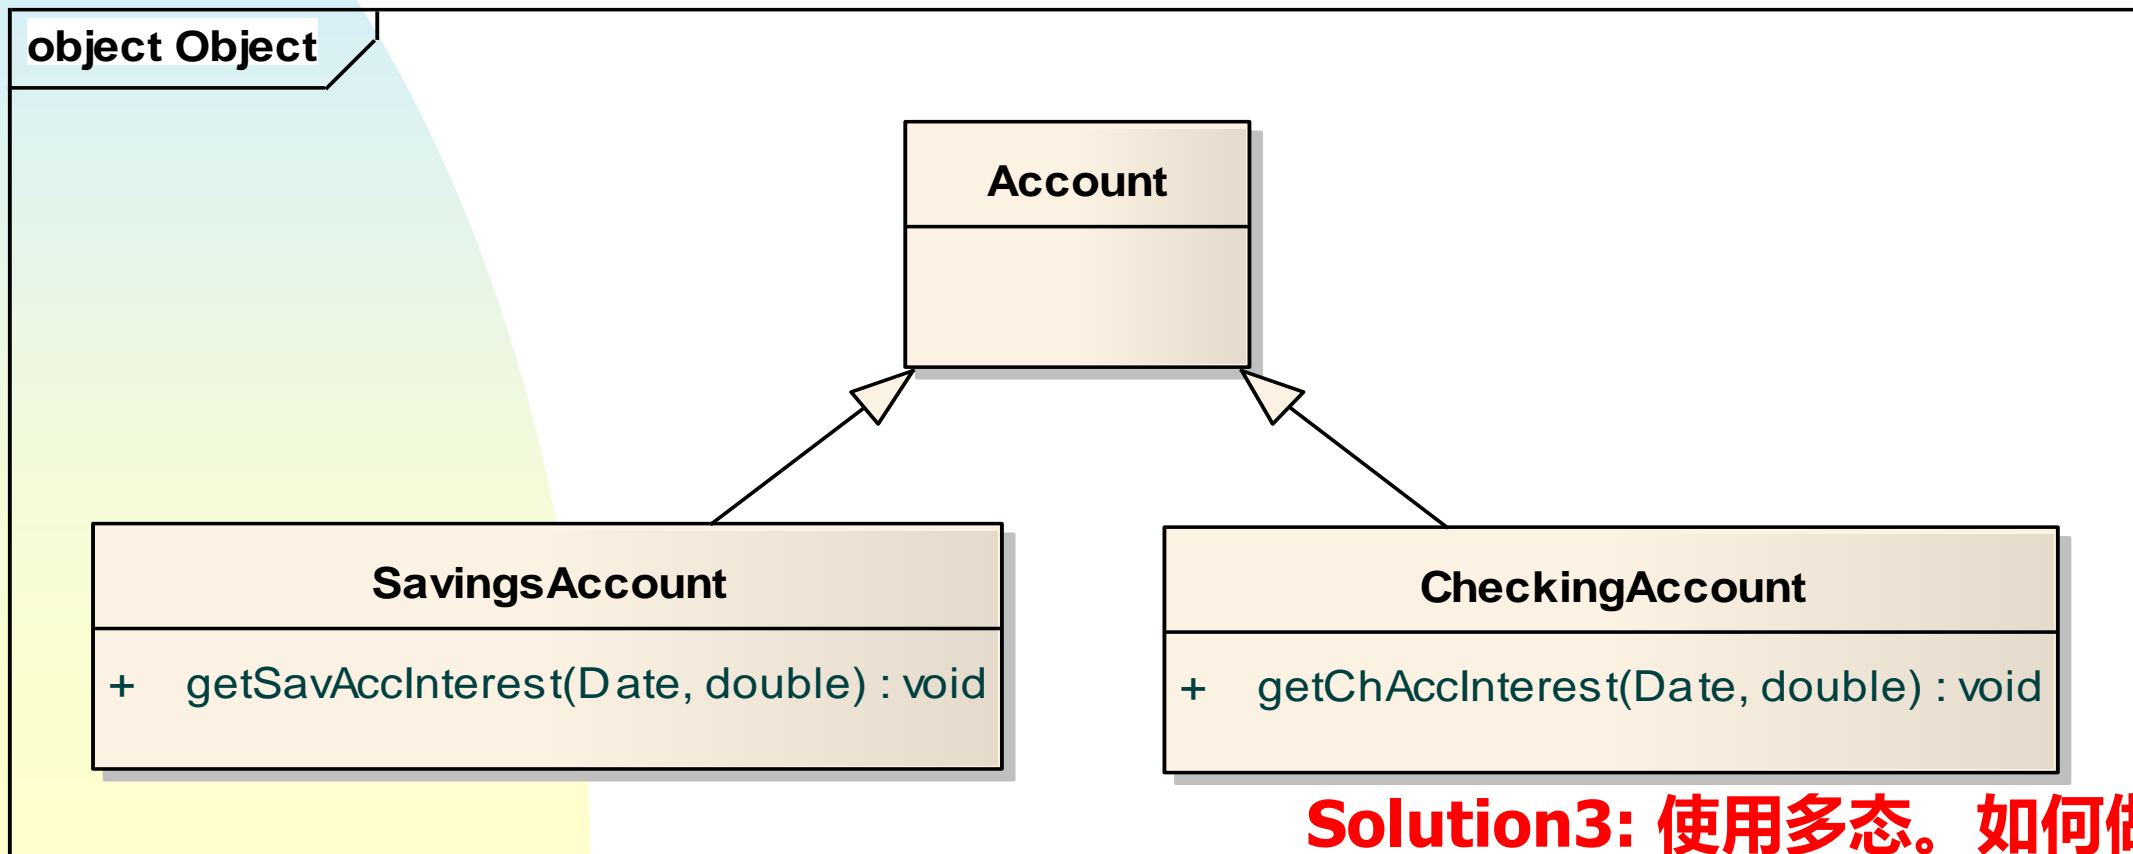 object Object
Account
SavingsAccount
+ getSavAccInterest(Date, double) : void
CheckingAccount
+ getChAccInterest(Date, double) : void
Solution3: 使用多态。如何